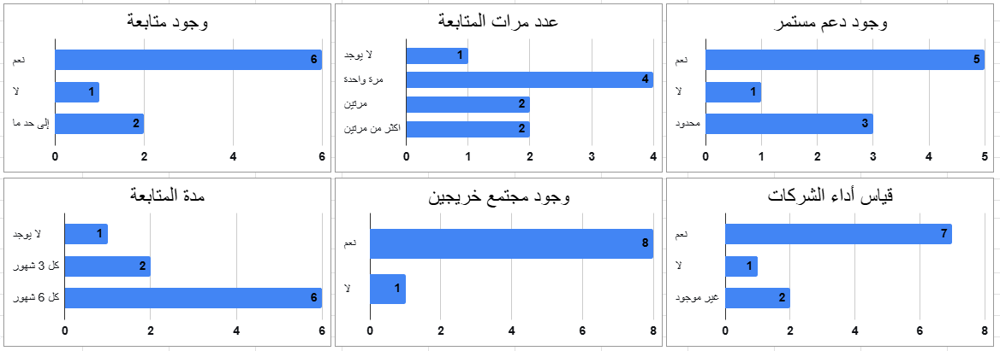 وجود متابعة
نعم 6
لا 1
إلى حد ما 2
0 2 4 6
عدد مرات المتابعة
لا يوجد 1
مرة واحدة 4
مرتين 2
اكثر من مرتين 2
0 1 2 3 4
وجود دعم مستمر
نعم 5
لا 1
محدود 3
0 1 2 3 4 5
مدة المتابعة
لا يوجد 1
كل 3 شهور 2
كل 6 شهور 6
0 2 4 6
وجود مجتمع خريجين
نعم 8
لا 1
0 2 4 6 8
قياس أداء الشركات
نعم 7
لا 1
غير موجود 2
0 2 4 6 8